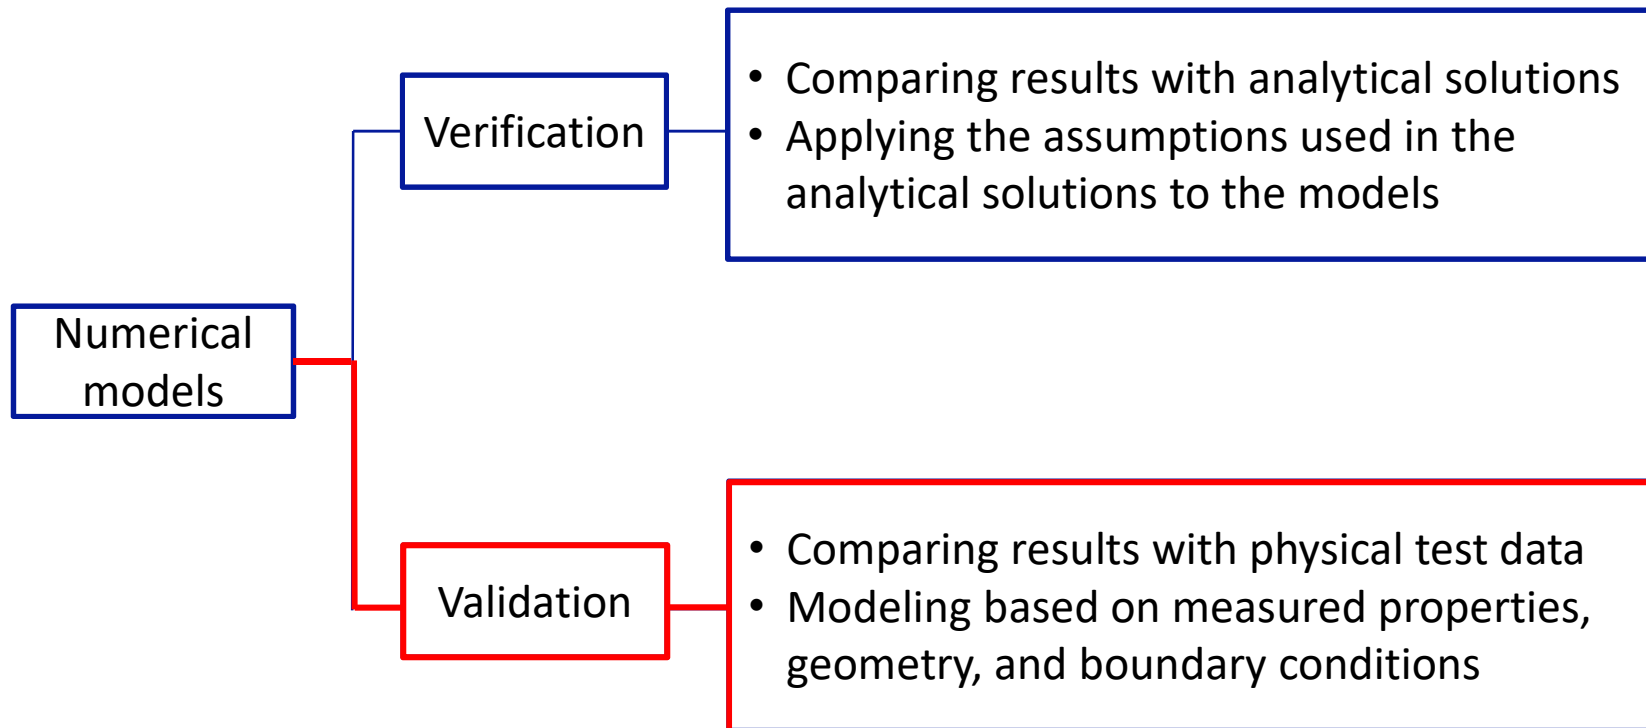 Verification
• Comparing results with analytical solutions
• Applying the assumptions used in the
analytical solutions to the models
Numerical
models
Validation
• Comparing results with physical test data
• Modeling based on measured properties,
geometry, and boundary conditions